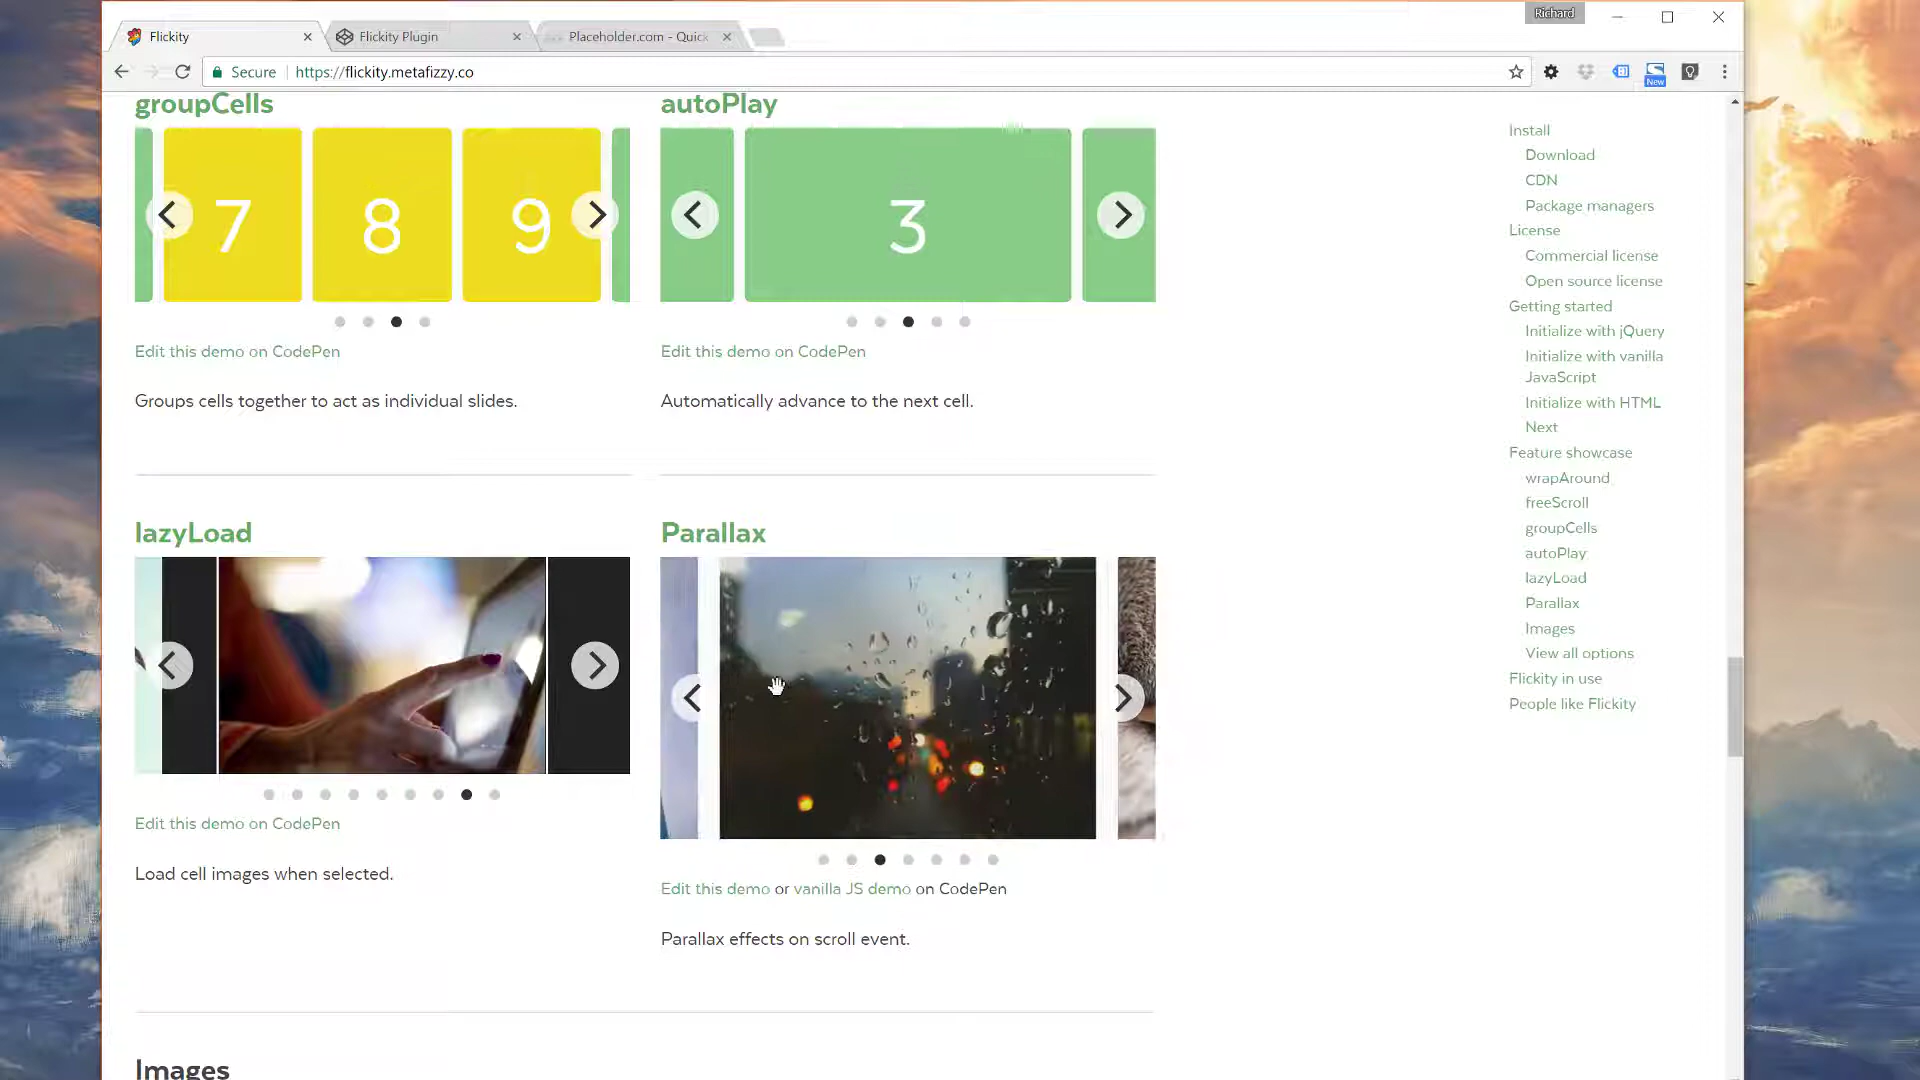 Richard
Flickity
Flickity Plugin
Placeholder.com - Quick
Secure
https://flickity.metafizzy.co
New
groupCells
7
8
9
Edit this demo on CodePen
Groups cells together to act as individual slides.
autoPlay
3
Edit this demo on CodePen
Automatically advance to the next cell.
lazyLoad
Edit this demo on CodePen
Load cell images when selected.
Parallax
Edit this demo or vanilla JS demo on CodePen
Parallax effects on scroll event.
Images
Install
Download
CDN
Package managers
License
Commercial license
Open source license
Getting started
Initialize with jQuery
Initialize with vanilla
JavaScript
Initialize with HTML
Next
Feature showcase
wrapAround
freeScroll
groupCells
autoPlay
lazyLoad
Parallax
Images
View all options
Flickity in use
People like Flickity